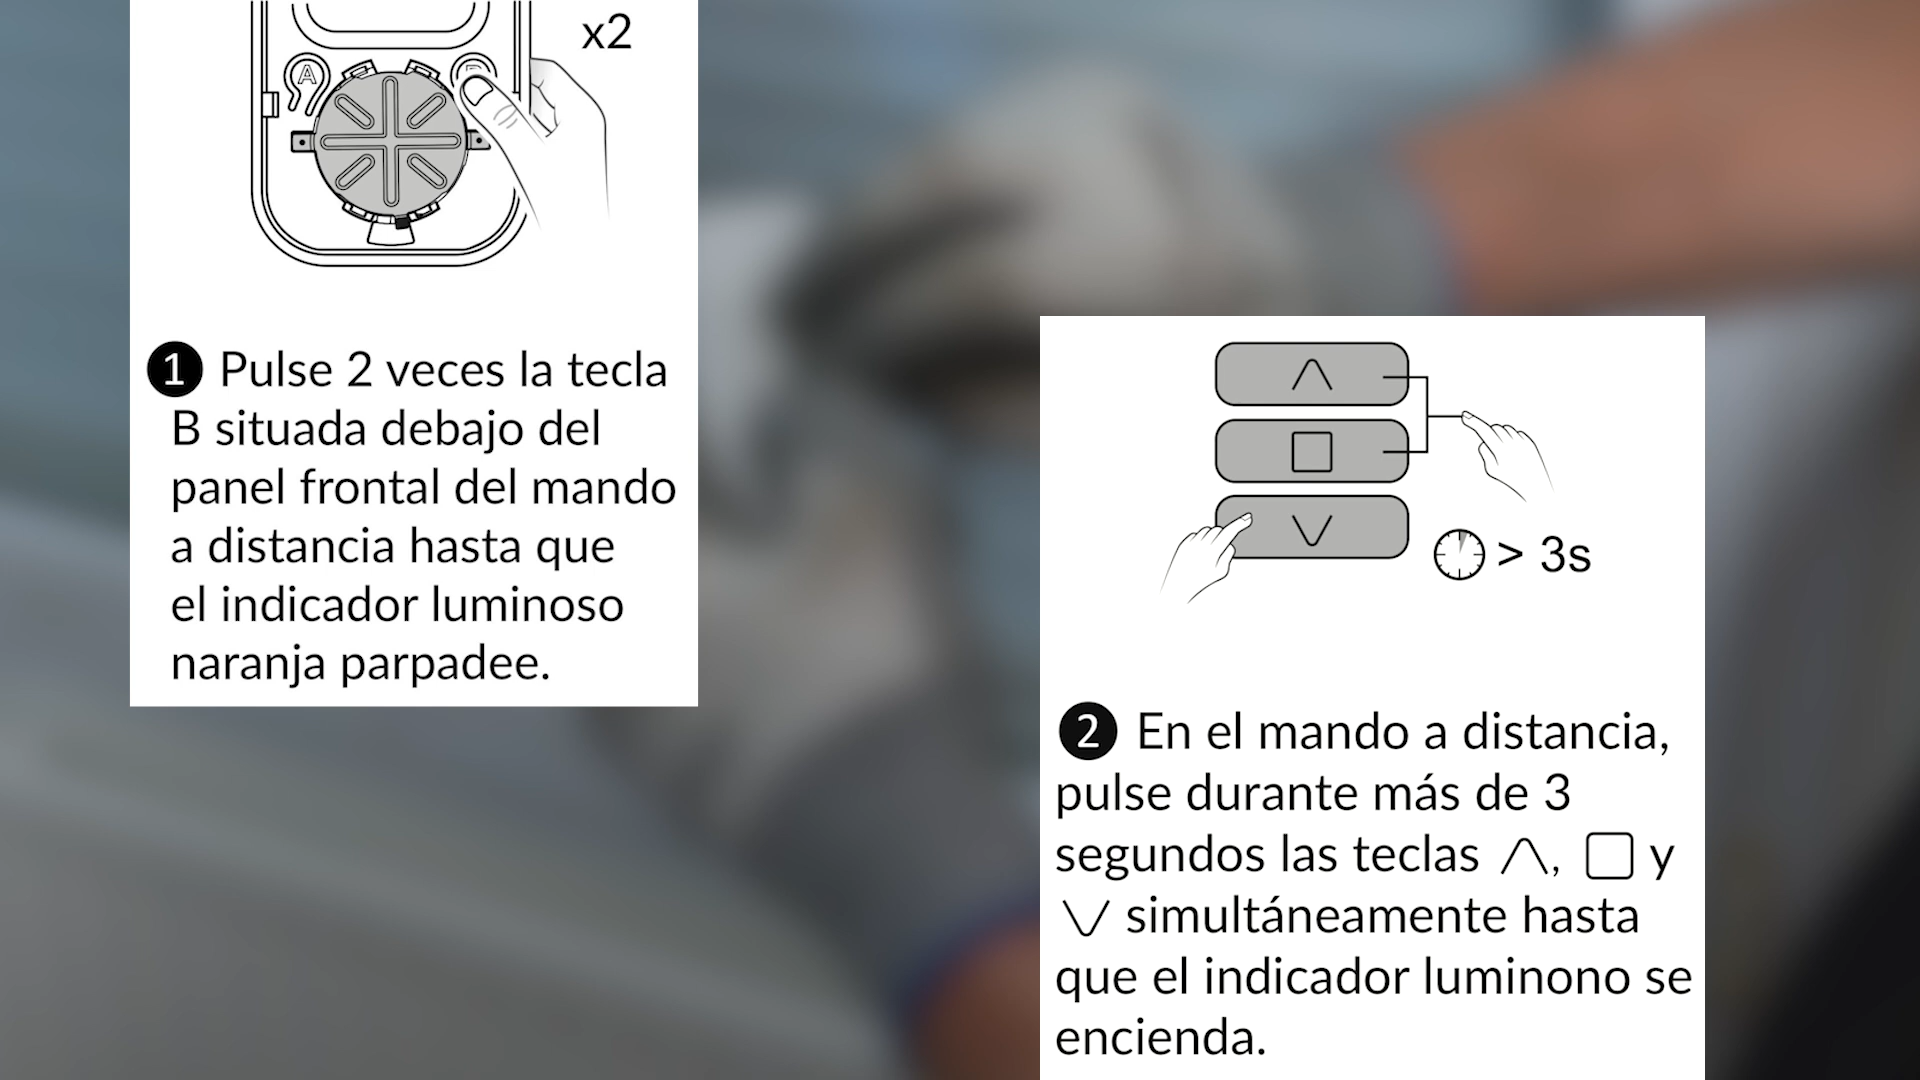 x2
A
1 Pulse 2 veces la tecla
B situada debajo del
panel frontal del mando
a distancia hasta que
el indicador luminoso
naranja parpadee.
> 3s
2 En el mando a distancia,
pulse durante más de 3
segundos las teclas ∧, □ y
∨ simultáneamente hasta
que el indicador luminono se
encienda.